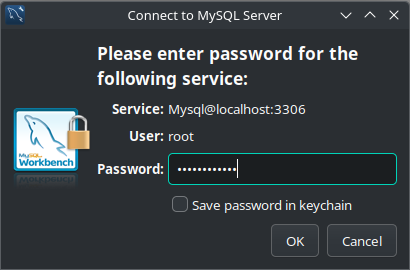 Connect to MySQL Server
Please enter password for the
following service:
Service: Mysql@localhost:3306
User: root
Password: ••••••••••••
Save password in keychain
MySQL
Workbench
OK Cancel